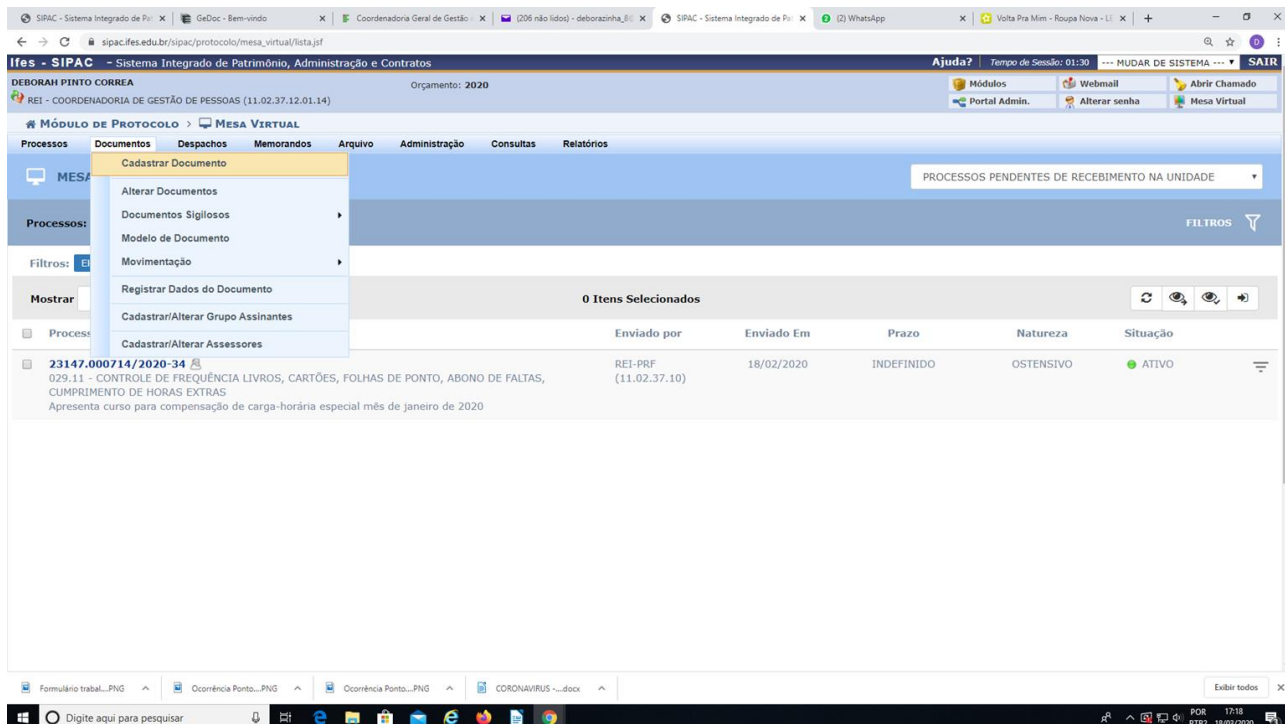 SIPAC - Sistema Integrado de Pat
GeDoc - Bem-vindo
Coordenadoria Geral de Gestão
(206 não lidos) - deborazinha_8
SIPAC - Sistema Integrado de Pa
(2) WhatsApp
Volta Pra Mim - Roupa Nova - LE
sipac.ifes.edu.br/sipac/protocolo/mesa_virtual/lista.jsf
D
Ifes - SIPAC - Sistema Integrado de Patrimônio, Administração e Contratos
Ajuda? | Tempo de Sessão: 01:30 --- MUDAR DE SISTEMA --- SAIR
DEBORAH PINTO CORREA
Orçamento: 2020
Módulos Webmail Abrir Chamado
REI - COORDENADORIA DE GESTÃO DE PESSOAS (11.02.37.12.01.14)
Portal Admin. Alterar senha Mesa Virtual
MÓDULO DE PROTOCOLO > MESA VIRTUAL
Processos Documentos Despachos Memorandos Arquivo Administração Consultas Relatórios
Cadastrar Documento
MESA
PROCESSOS PENDENTES DE RECEBIMENTO NA UNIDADE
Alterar Documentos
Documentos Sigilosos
Processos:
FILTROS
Modelo de Documento
Filtros:
Movimentação
Registrar Dados do Documento
Mostrar
0 Itens Selecionados
Cadastrar/Alterar Grupo Assinantes
Process
Enviado por Enviado Em Prazo Natureza Situação
Cadastrar/Alterar Assessores
23147.000714/2020-34
REI-PRF
(11.02.37.10)
18/02/2020
INDEFINIDO
OSTENSIVO
ATIVO
029.11 - CONTROLE DE FREQUÊNCIA LIVROS, CARTÕES, FOLHAS DE PONTO, ABONO DE FALTAS,
CUMPRIMENTO DE HORAS EXTRAS
Apresenta curso para compensação de carga-horária especial mês de janeiro de 2020
Formulário trabal....PNG
Ocorrência Ponto....PNG
Ocorrência Ponto....PNG
CORONAVIRUS -....docx
Exibir todos
Digite aqui para pesquisar
POR
PTB2
17:18
18/03/2020